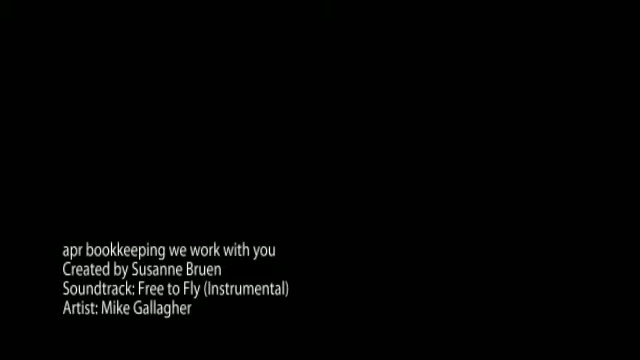 apr bookkeeping we work with you
Created by Susanne Bruen
Soundtrack: Free to Fly (Instrumental)
Artist: Mike Gallagher